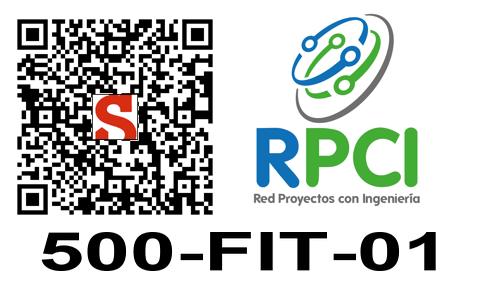 S
RPCI
Red Proyectos con Ingeniería
500-FIT-01